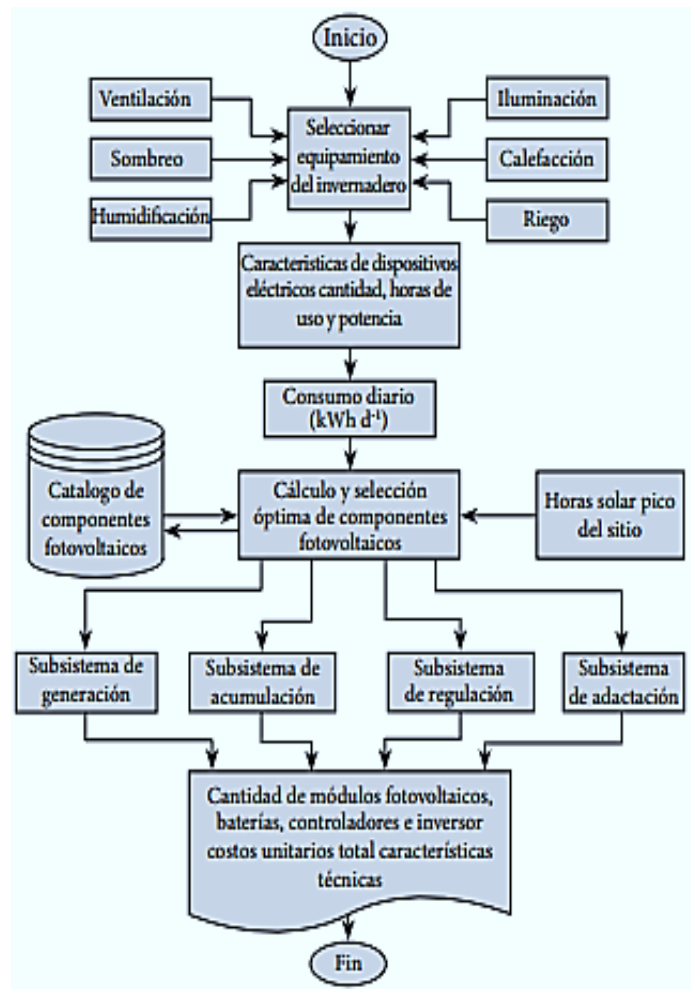 Inicio
Ventilación
Iluminación
Seleccionar
equipamiento
del invernadero
Sombreo
Calefacción
Humidificación
Riego
Caracteristicas de dispositivos
eléctricos cantidad, horas de
uso y potencia
Consumo diario
(kWh d⁻¹)
Catalogo de
componentes
fotovoltaicos
Cálculo y selección
óptima de componentes
fotovoltaicos
Horas solar pico
del sitio
Subsistema de
generación
Subsistema de
acumulación
Subsistema
de regulación
Subsistema
de adactación
Cantidad de módulos fotovoltaicos,
baterías, controladores e inversor
costos unitarios total características
técnicas
Fin